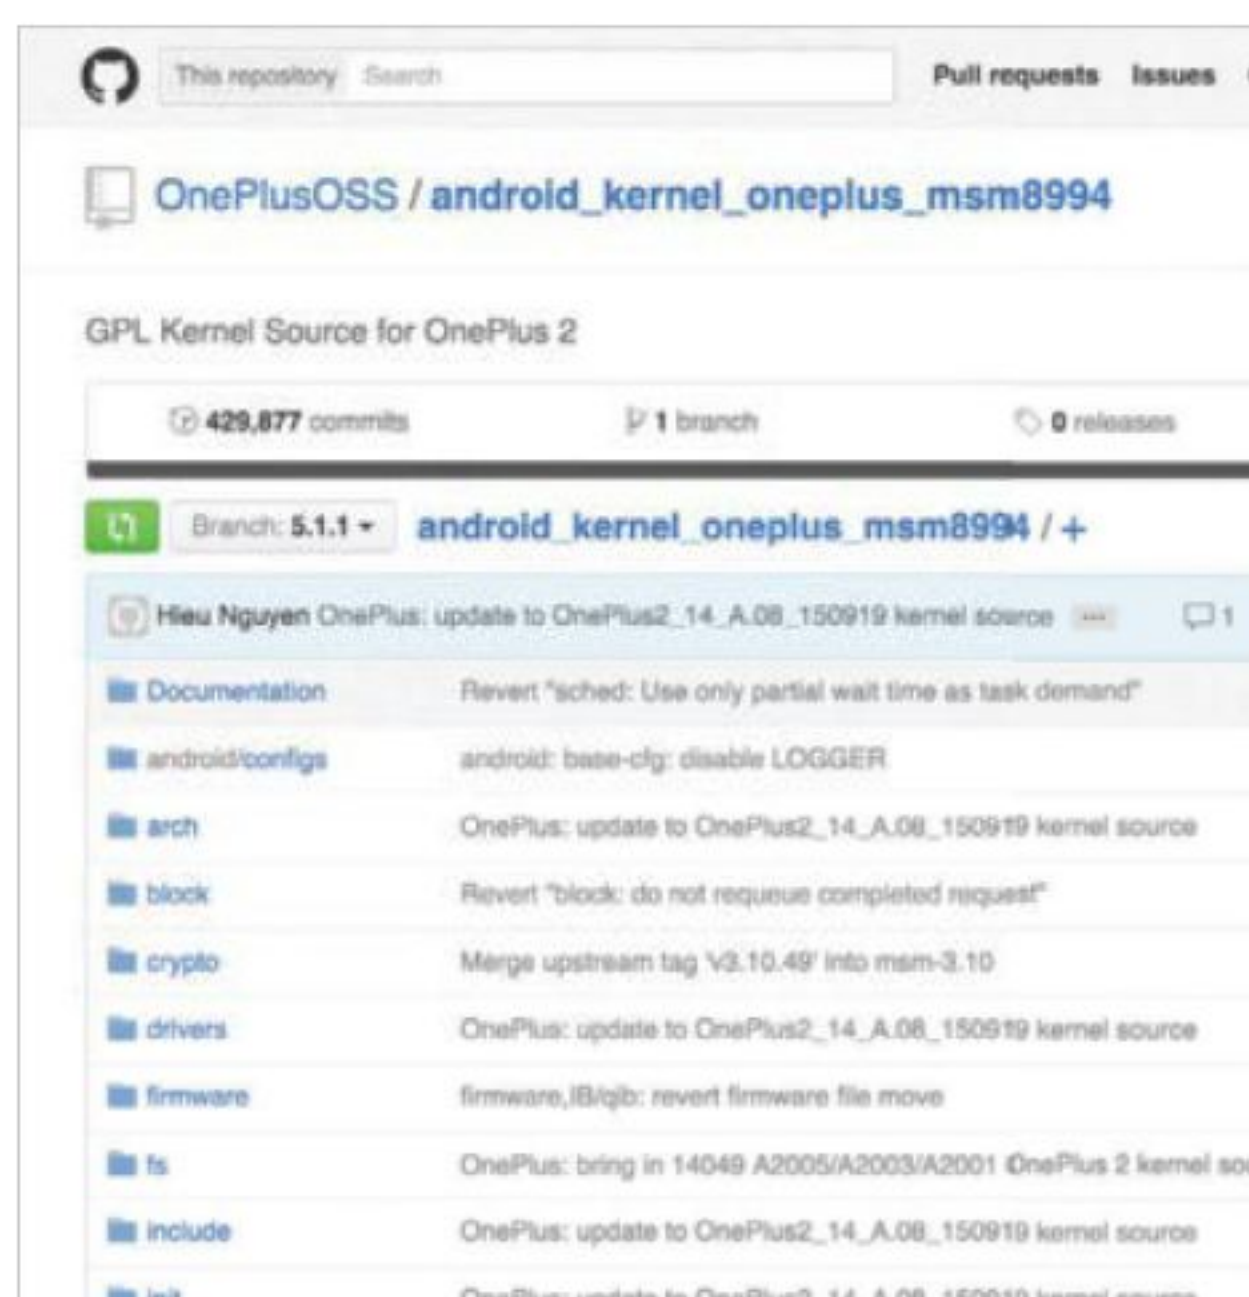 This repository Search Pull requests Issues
OnePlusOSS / android_kernel_oneplus_msm8994
GPL Kernel Source for OnePlus 2
429,877 commits 1 branch 0 releases
Branch: 5.1.1 android_kernel_oneplus_msm8994 / +
Hieu Nguyen OnePlus: update to OnePlus2_14_A.08_150919 kernel source ... 1
Documentation Revert "sched: Use only partial wait time as task demand"
android/configs android: base-cfg: disable LOGGER
arch OnePlus: update to OnePlus2_14_A.08_150919 kernel source
block Revert "block: do not requeue completed request"
crypto Merge upstream tag 'v3.10.49' into msm-3.10
drivers OnePlus: update to OnePlus2_14_A.08_150919 kernel source
firmware firmware,IB/qib: revert firmware file move
fs OnePlus: bring in 14049 A2005/A2003/A2001 OnePlus 2 kernel
include OnePlus: update to OnePlus2_14_A.08_150919 kernel source